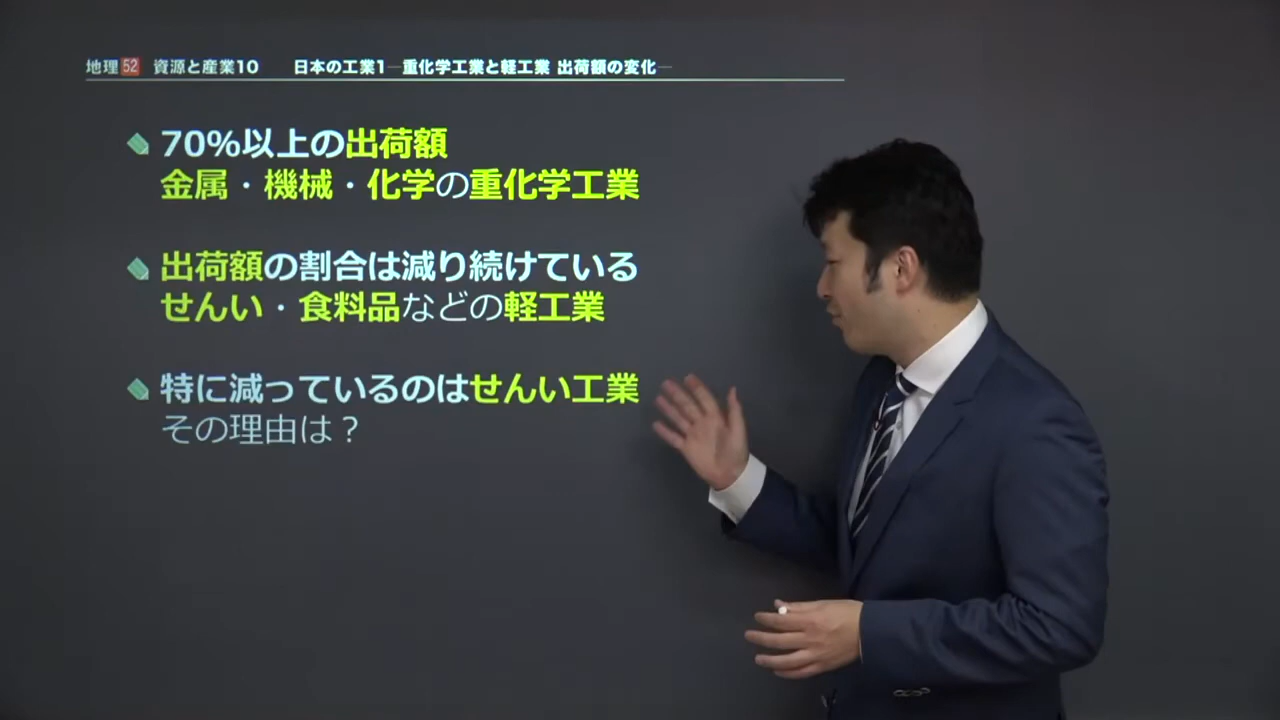 地理52 資源と産業10 日本の工業1―重化学工業と軽工業 出荷額の変化―
70%以上の出荷額
金属・機械・化学の重化学工業
出荷額の割合は減り続けている
せんい・食料品などの軽工業
特に減っているのはせんい工業
その理由は？